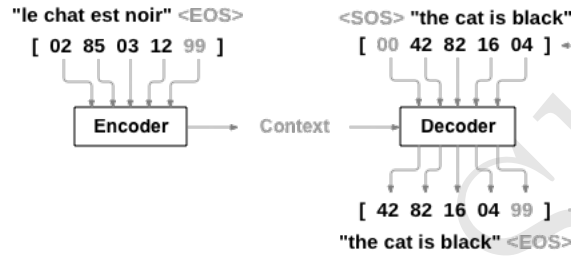 "le chat est noir" <EOS>
[ 02 85 03 12 99 ]
Encoder
Context
<SOS> "the cat is black"
[ 00 42 82 16 04 ]
Decoder
[ 42 82 16 04 99 ]
"the cat is black" <EOS>